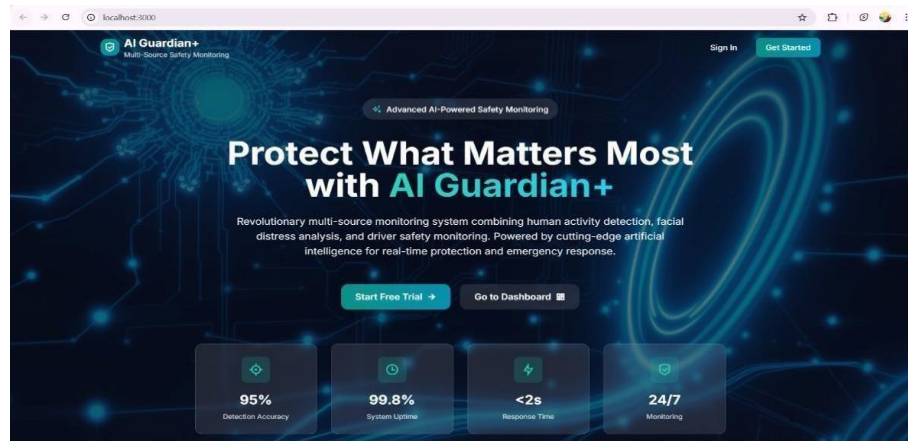 localhost:3000
AI Guardian+
Multi-Source Safety Monitoring
Sign In
Get Started
Advanced AI-Powered Safety Monitoring
Protect What Matters Most
with AI Guardian+
Revolutionary multi-source monitoring system combining human activity detection, facial
distress analysis, and driver safety monitoring. Powered by cutting-edge artificial
intelligence for real-time protection and emergency response.
Start Free Trial →
Go to Dashboard
95%
Detection Accuracy
99.8%
System Uptime
<2s
Response Time
24/7
Monitoring